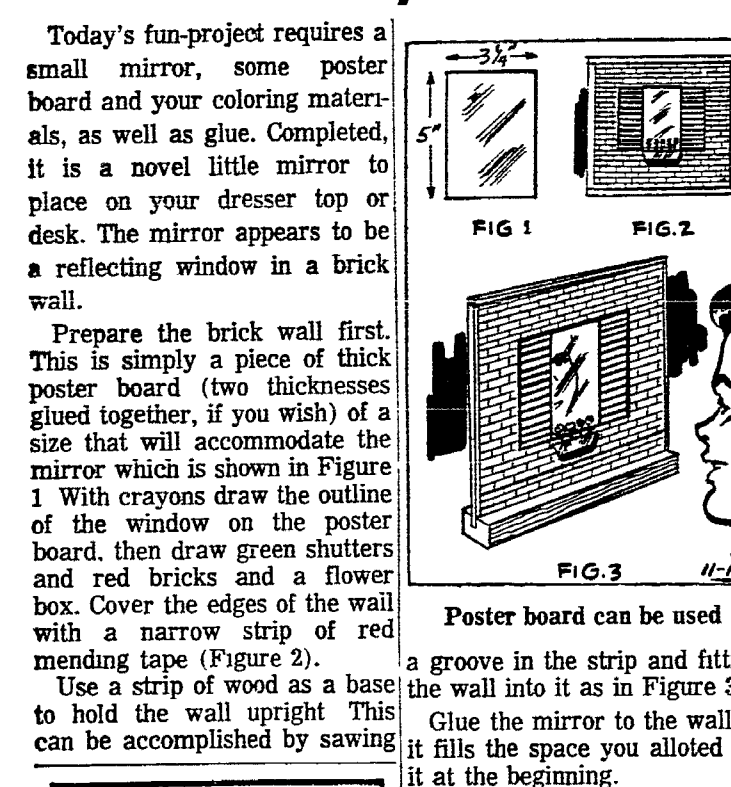 Today's fun-project requires a
small mirror, some poster
board and your coloring materi-
als, as well as glue. Completed,
it is a novel little mirror to
place on your dresser top or
desk. The mirror appears to be
a reflecting window in a brick
wall.
Prepare the brick wall first.
This is simply a piece of thick
poster board (two thicknesses
glued together, if you wish) of a
size that will accommodate the
mirror which is shown in Figure
1 With crayons draw the outline
of the window on the poster
board, then draw green shutters
and red bricks and a flower
box. Cover the edges of the wall
with a narrow strip of red
mending tape (Figure 2).
Use a strip of wood as a base
to hold the wall upright This
can be accomplished by sawing
3¼"
5"
FIG 1
FIG.2
FIG.3
11-1
Poster board can be used
a groove in the strip and fitt
the wall into it as in Figure
Glue the mirror to the wall
it fills the space you alloted
it at the beginning.